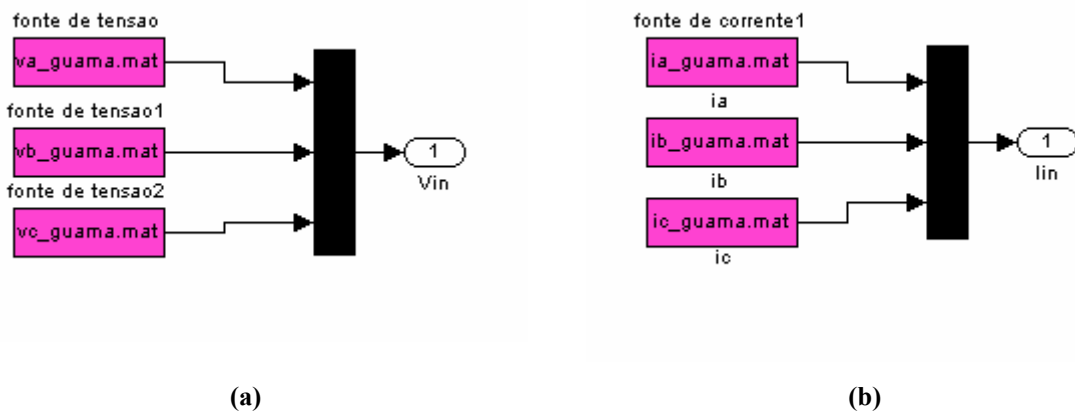 fonte de tensao
va_guama.mat
fonte de tensao1
vb_guama.mat
fonte de tensao2
vc_guama.mat
1
Vin
(a)
fonte de corrente1
ia_guama.mat
ia
ib_guama.mat
ib
ic_guama.mat
ic
1
Iin
(b)